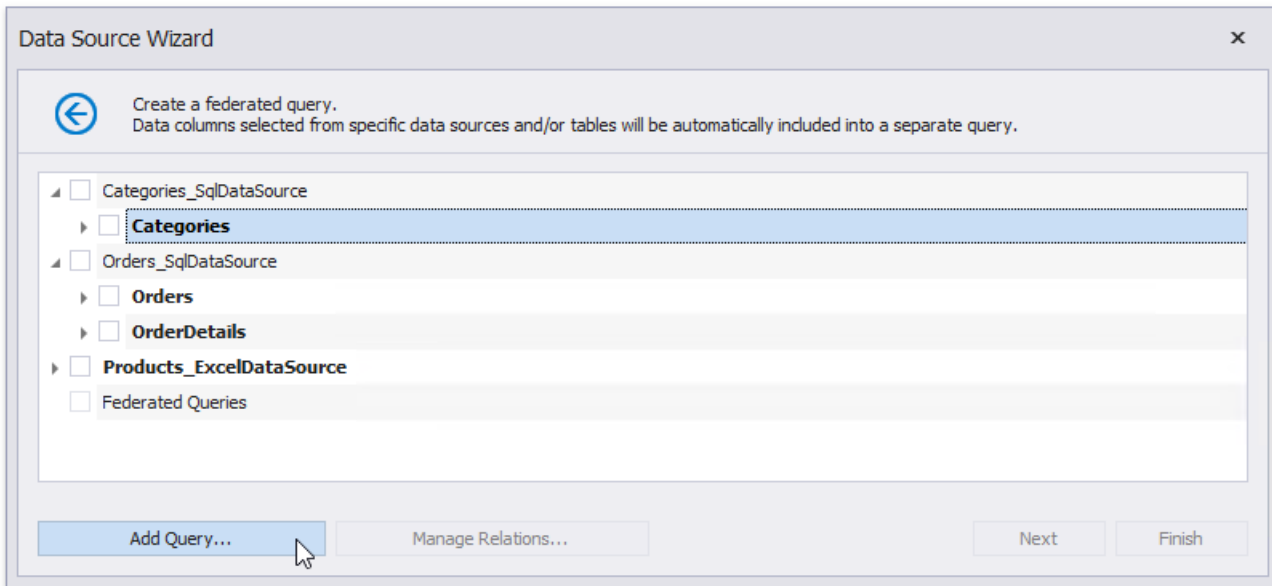 Data Source Wizard
Create a federated query.
Data columns selected from specific data sources and/or tables will be automatically included into a separate query.
Categories_SqlDataSource
Categories
Orders_SqlDataSource
Orders
OrderDetails
Products_ExcelDataSource
Federated Queries
Add Query... Manage Relations... Next Finish